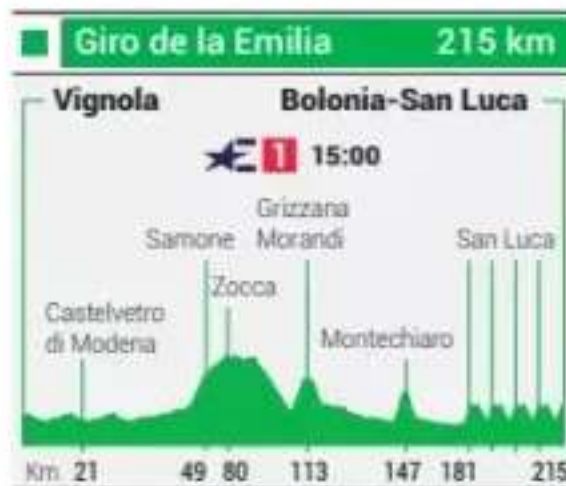 Giro de la Emilia 215 km
Vignola Bolonia-San Luca
E 1 15:00
Grizzana
Samone Morandi San Luca
Zocca
Castelvetro
di Modena
Montechiaro
Km 21 49 80 113 147 181 215